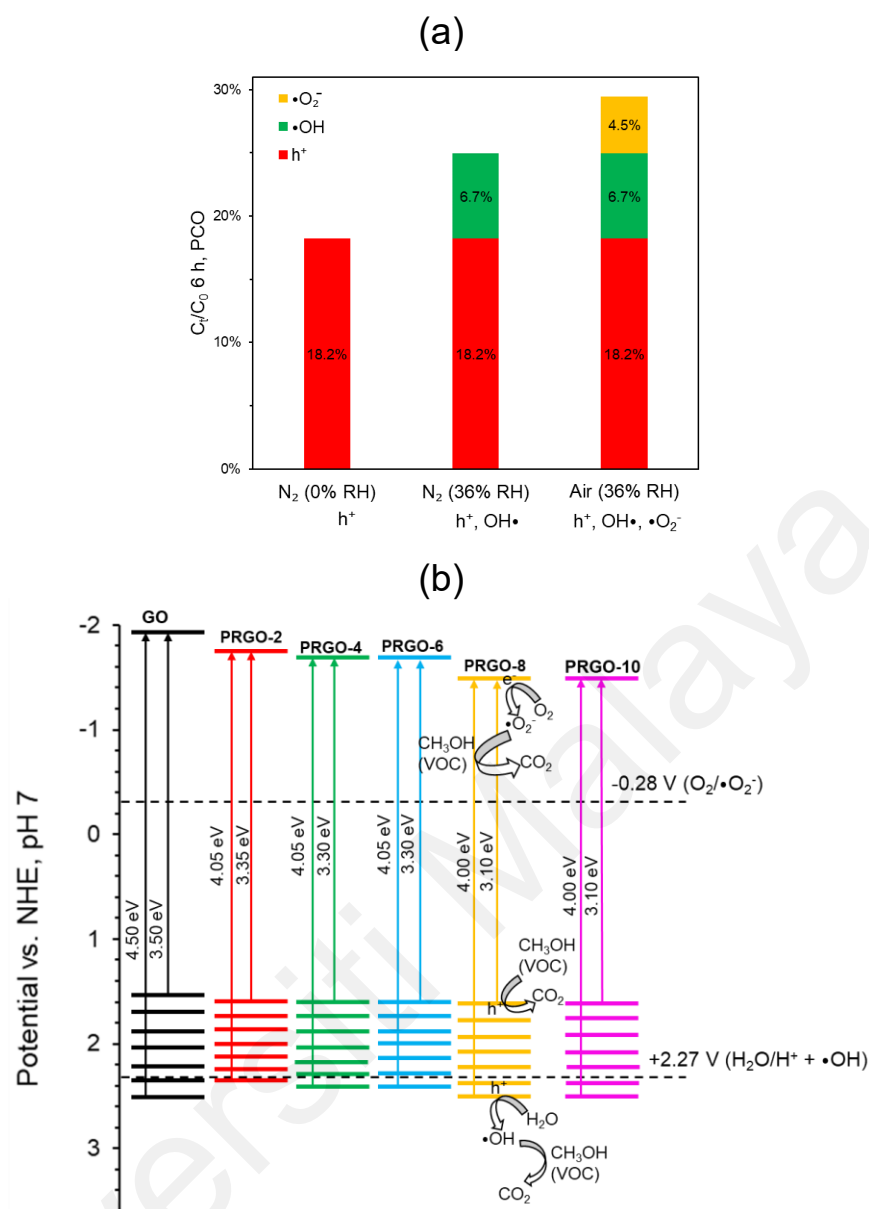 (a)
30%
20%
10%
0%
Cₜ/C₀ 6 h, PCO
•O₂⁻
•OH
h⁺
18.2%
6.7%
18.2%
4.5%
6.7%
18.2%
N₂ (0% RH)
h⁺
N₂ (36% RH)
h⁺, OH•
Air (36% RH)
h⁺, OH•, •O₂⁻
(b)
Potential vs. NHE, pH 7
-2
-1
0
1
2
3
GO
PRGO-2
PRGO-4
PRGO-6
PRGO-8
PRGO-10
e⁻
O₂
•O₂⁻
CH₃OH
(VOC)
CO₂
-0.28 V (O₂/•O₂⁻)
4.50 eV
3.50 eV
4.05 eV
3.35 eV
4.05 eV
3.30 eV
4.05 eV
3.30 eV
4.00 eV
3.10 eV
4.00 eV
3.10 eV
CH₃OH
(VOC)
h⁺
CO₂
+2.27 V (H₂O/H⁺ + •OH)
h⁺
H₂O
•OH
CH₃OH
(VOC)
CO₂
ersiti Malaya